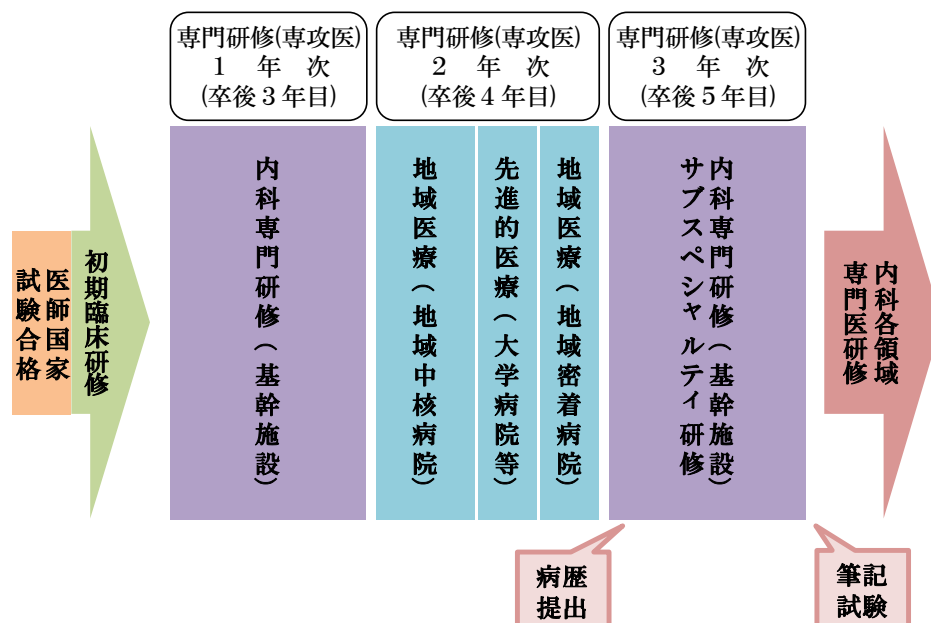 専門研修(専攻医)
1 年 次
(卒後3年目)
専門研修(専攻医)
2 年 次
(卒後4年目)
専門研修(専攻医)
3 年 次
(卒後5年目)
医師国家
試験合格
初期臨床研修
内科専門研修(基幹施設)
地域医療(地域中核病院)
先進的医療(大学病院等)
地域医療(地域密着病院)
内科専門研修(基幹施設)
サブスペシャルティ研修
内科各領域
専門医研修
病歴
提出
筆記
試験